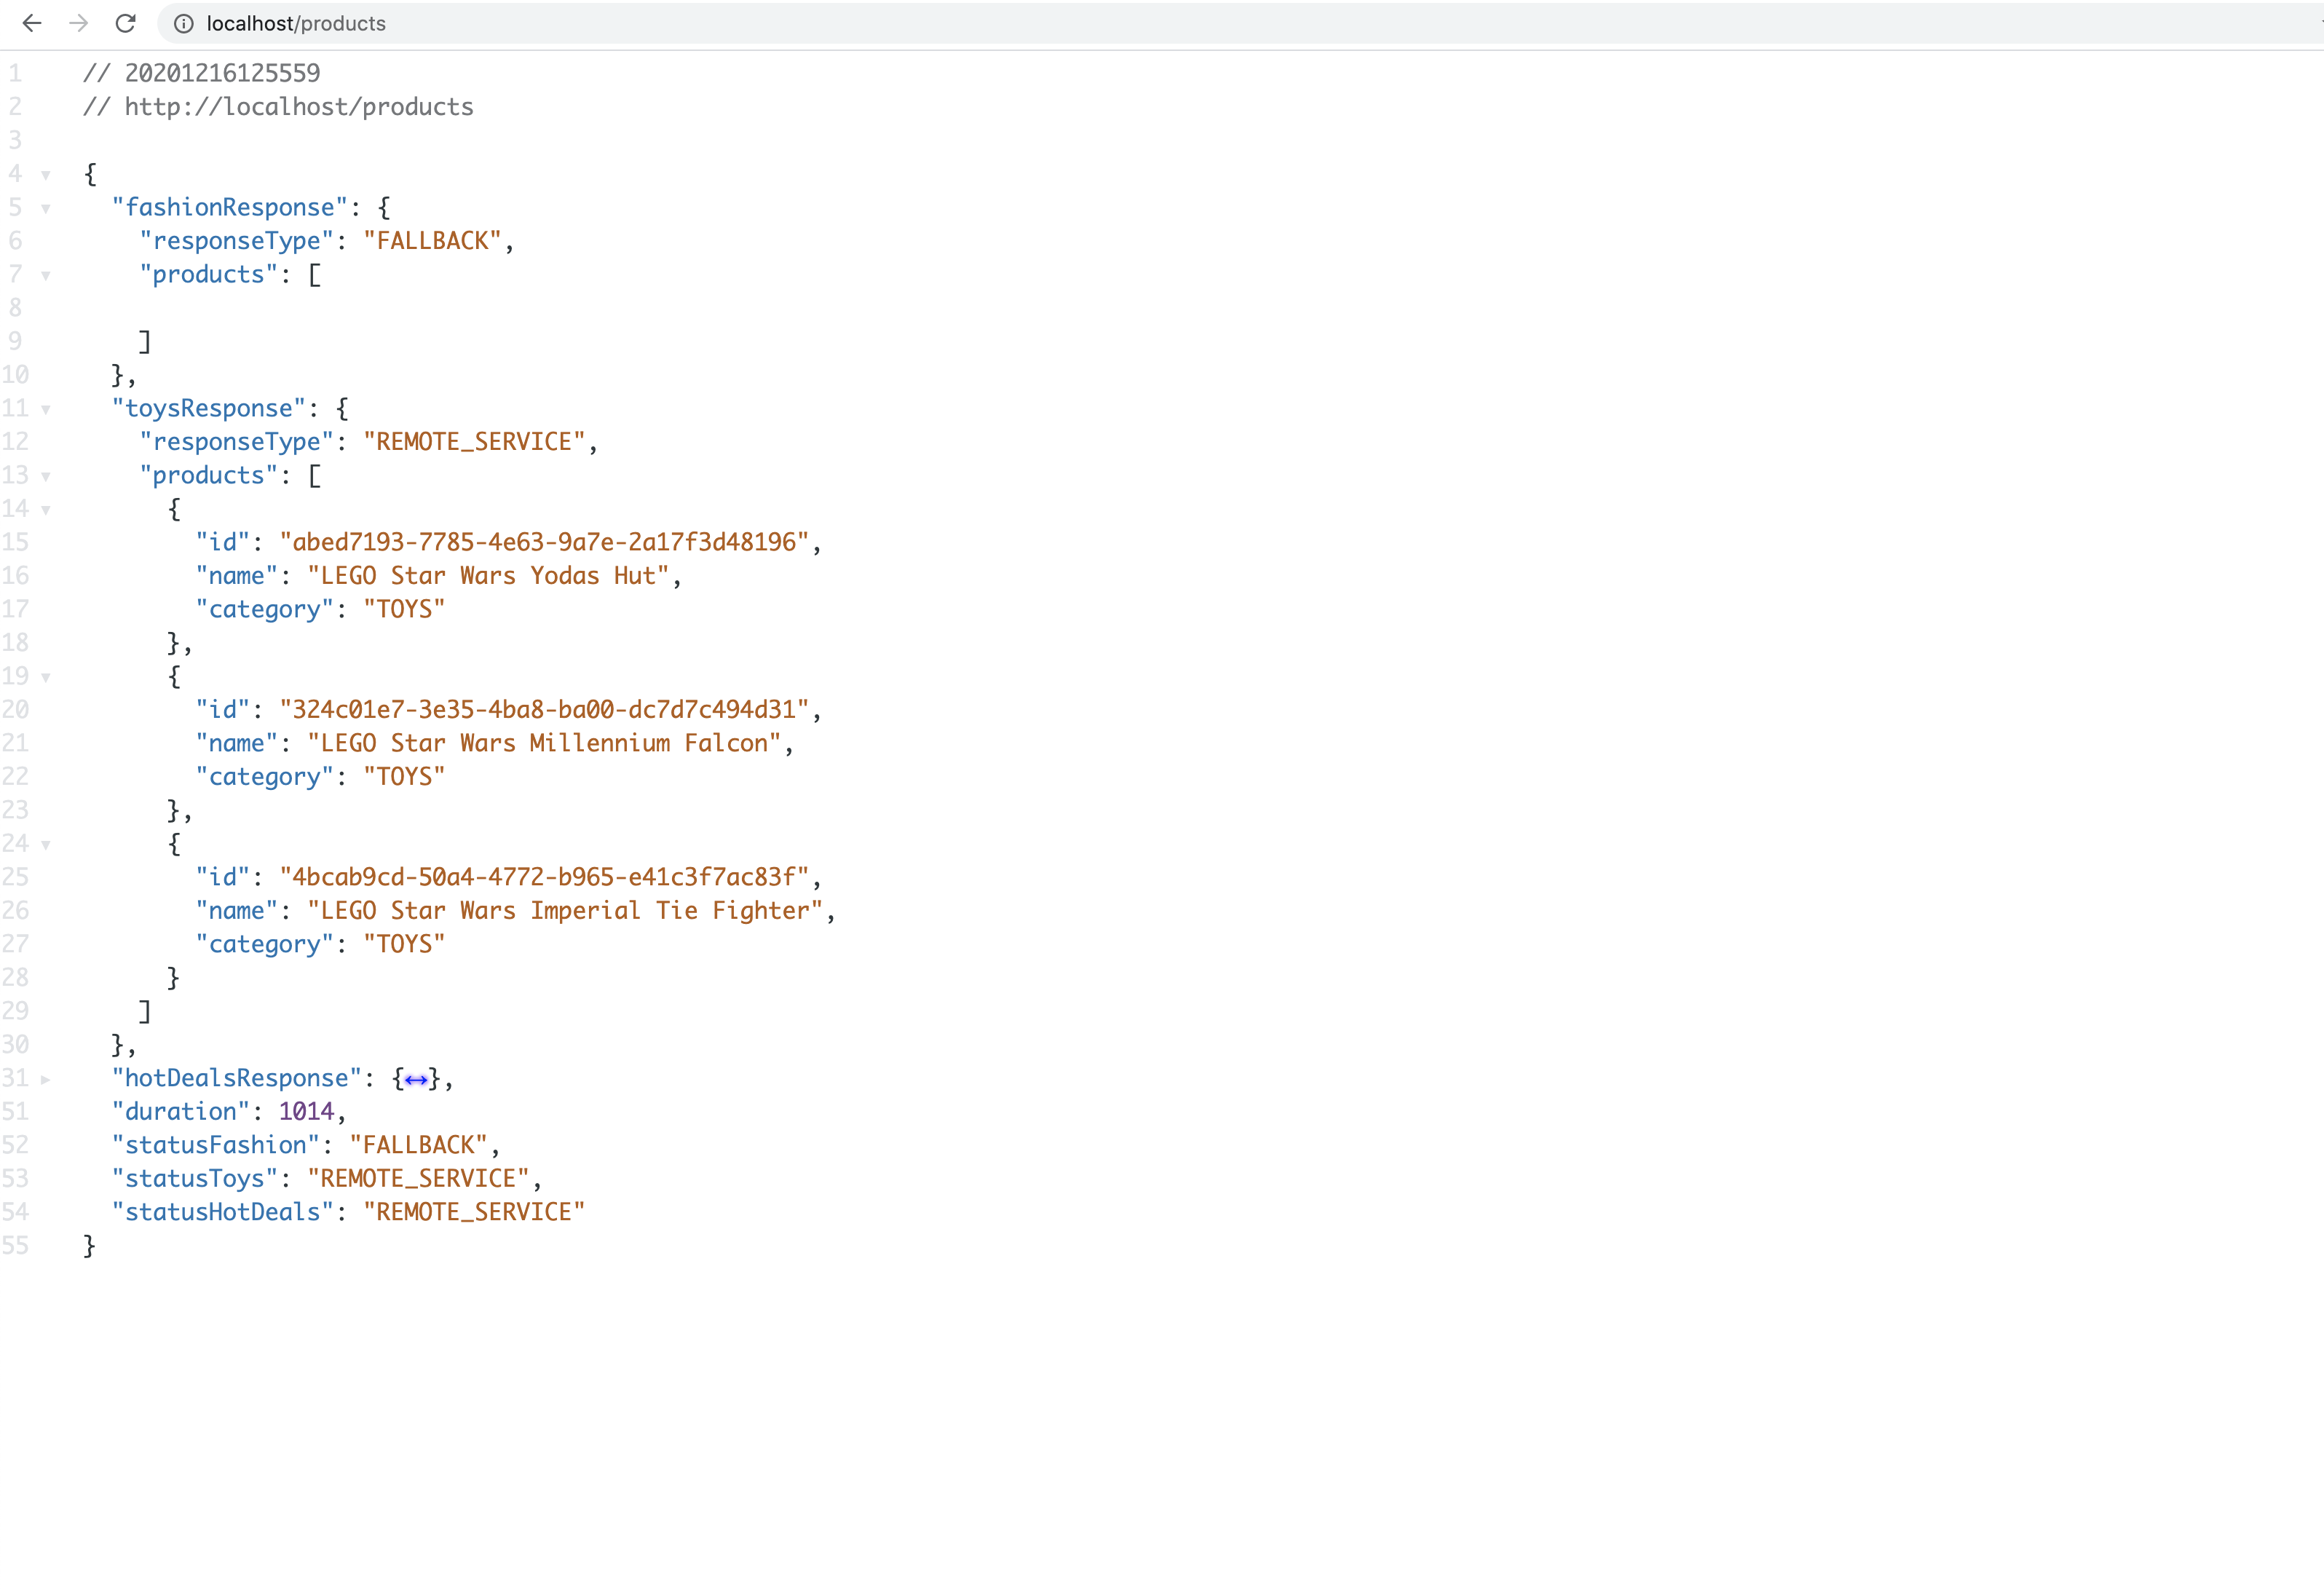 localhost/products
1 // 20201216125559
2 // http://localhost/products
3
4 {
5 "fashionResponse": {
6 "responseType": "FALLBACK",
7 "products": [
8
9 ]
10 },
11 "toysResponse": {
12 "responseType": "REMOTE_SERVICE",
13 "products": [
14 {
15 "id": "abed7193-7785-4e63-9a7e-2a17f3d48196",
16 "name": "LEGO Star Wars Yodas Hut",
17 "category": "TOYS"
18 },
19 {
20 "id": "324c01e7-3e35-4ba8-ba00-dc7d7c494d31",
21 "name": "LEGO Star Wars Millennium Falcon",
22 "category": "TOYS"
23 },
24 {
25 "id": "4bcab9cd-50a4-4772-b965-e41c3f7ac83f",
26 "name": "LEGO Star Wars Imperial Tie Fighter",
27 "category": "TOYS"
28 }
29 ]
30 },
31 "hotDealsResponse": {↔},
51 "duration": 1014,
52 "statusFashion": "FALLBACK",
53 "statusToys": "REMOTE_SERVICE",
54 "statusHotDeals": "REMOTE_SERVICE"
55 }